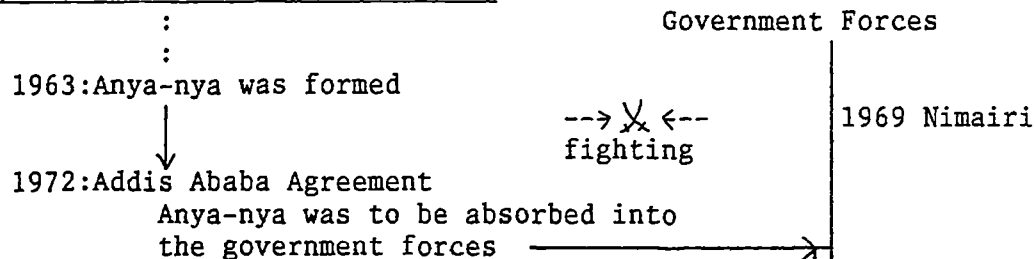 :
Government Forces
:
1963:Anya-nya was formed
1969 Nimairi
fighting
1972:Addis Ababa Agreement
Anya-nya was to be absorbed into
the government forces